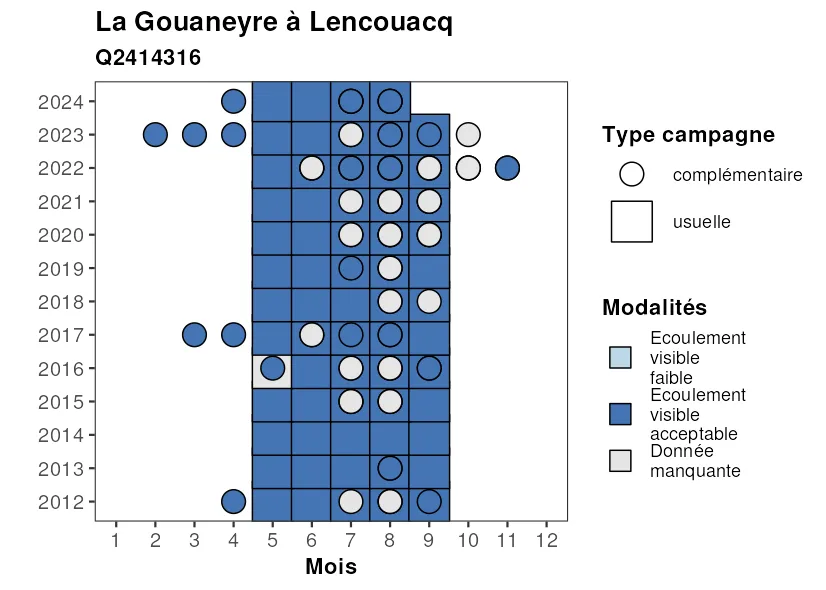 La Gouaneyre à Lencouacq
Q2414316
2024
2023
2022
2021
2020
2019
2018
2017
2016
2015
2014
2013
2012
1 2 3 4 5 6 7 8 9 10 11 12
Mois
Type campagne
complémentaire
usuelle
Modalités
Ecoulement
visible
faible
Ecoulement
visible
acceptable
Donnée
manquante